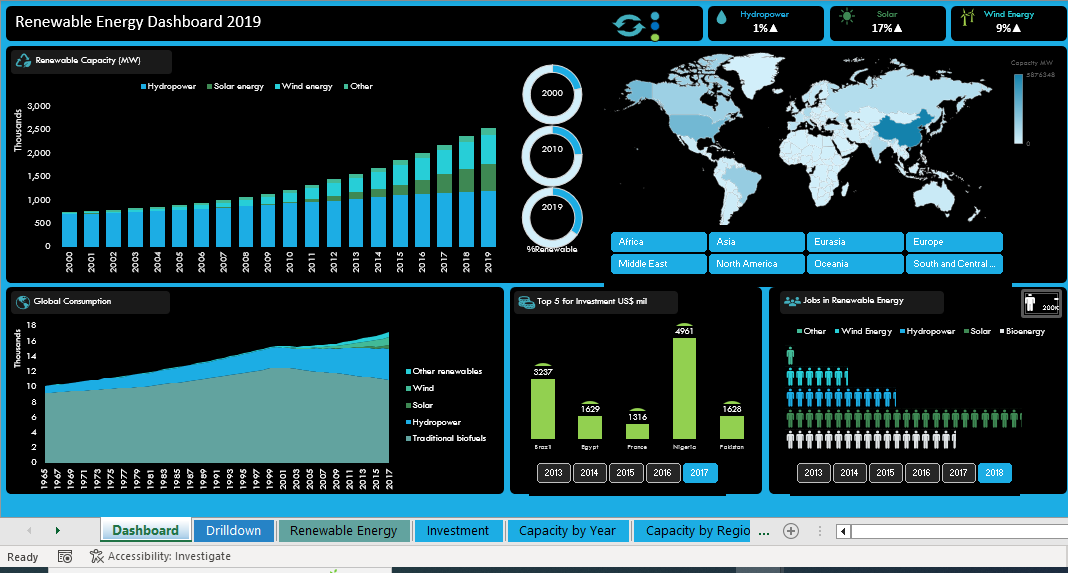 Renewable Energy Dashboard 2019
Hydropower
1%▲
Solar
17%▲
Wind Energy
9%▲
Renewable Capacity (MW)
Hydropower Solar energy Wind energy Other
Thousands
3,000
2,500
2,000
1,500
1,000
500
0
2000 2001 2002 2003 2004 2005 2006 2007 2008 2009 2010 2011 2012 2013 2014 2015 2016 2017 2018 2019
2000
2010
2019
%Renewable
Capacity MW
5876348
0
Africa Asia Eurasia Europe
Middle East North America Oceania South and Central ...
Global Consumption
Thousands
18
16
14
12
10
8
6
4
2
0
1965 1967 1969 1971 1973 1975 1977 1979 1981 1983 1985 1987 1989 1991 1993 1995 1997 1999 2001 2003 2005 2007 2009 2011 2013 2015 2017
Other renewables
Wind
Solar
Hydropower
Traditional biofuels
Top 5 for Investment US$ mil
3237
1629
1316
4961
1628
Brazil Egypt France Nigeria Pakistan
2013 2014 2015 2016 2017
Jobs in Renewable Energy
200K
Other Wind Energy Hydropower Solar Bioenergy
2013 2014 2015 2016 2017 2018
Dashboard Drilldown Renewable Energy Investment Capacity by Year Capacity by Regio ...
Ready Accessibility: Investigate